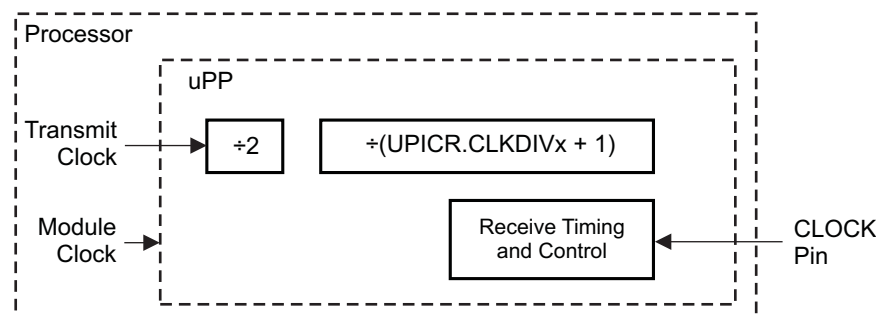 Processor
uPP
Transmit
Clock
÷2
÷(UPICR.CLKDIVx + 1)
Module
Clock
Receive Timing
and Control
CLOCK
Pin